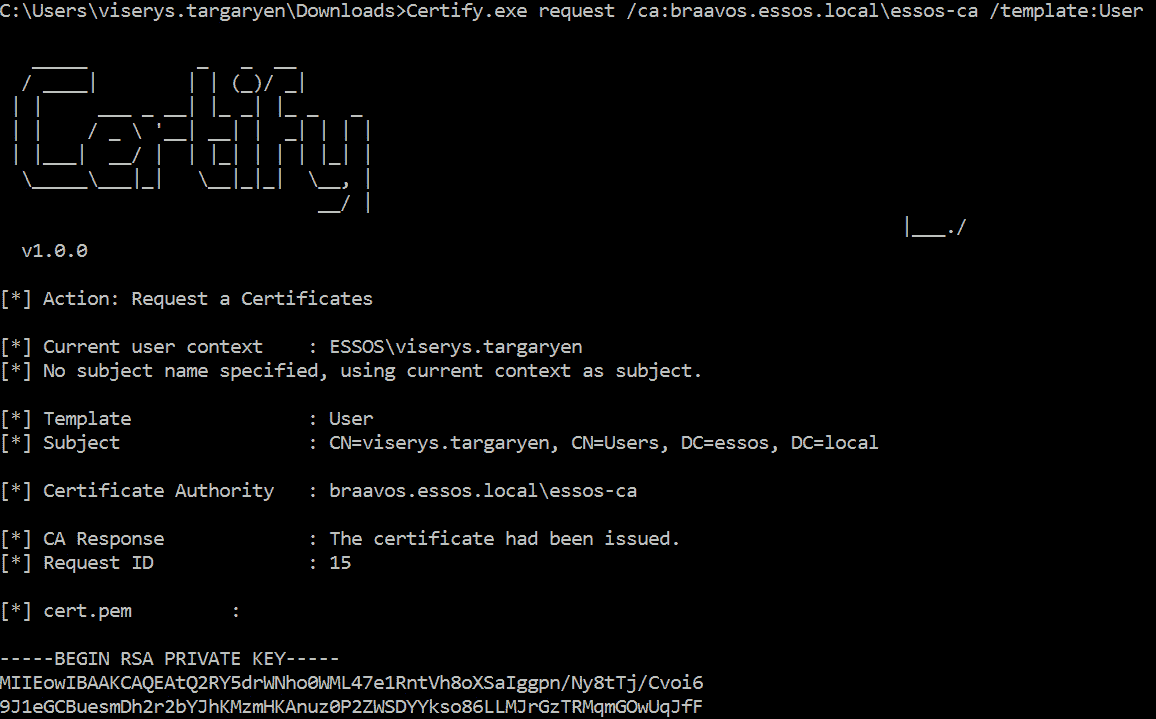 C:\Users\viserys.targaryen\Downloads>Certify.exe request /ca:braavos.essos.local\essos-ca /template:User
   _____          _   _  __
  / ____|        | | (_)/ _|
 | |     ___ _ __| |_ _| |_ _   _
 | |    / _ \ '__| __| |  _| | | |
 | |___|  __/ |  | |_| | | | |_| |
  \_____\___|_|   \__|_|_|  \__, |
                             __/ |
                            |___./
v1.0.0
[*] Action: Request a Certificates
[*] Current user context    : ESSOS\viserys.targaryen
[*] No subject name specified, using current context as subject.
[*] Template                : User
[*] Subject                 : CN=viserys.targaryen, CN=Users, DC=essos, DC=local
[*] Certificate Authority   : braavos.essos.local\essos-ca
[*] CA Response             : The certificate had been issued.
[*] Request ID              : 15
[*] cert.pem         :
-----BEGIN RSA PRIVATE KEY-----
MIIEowIBAAKCAQEAtQ2RY5drWNho0WML47e1RntVh8oXSaIggpn/Ny8tTj/Cvoi6
9J1eGCBuesmDh2r2bYJhKMzmHKAnuz0P2ZWSDYYkso86LLMJrGzTRMqmGOwUqJfF